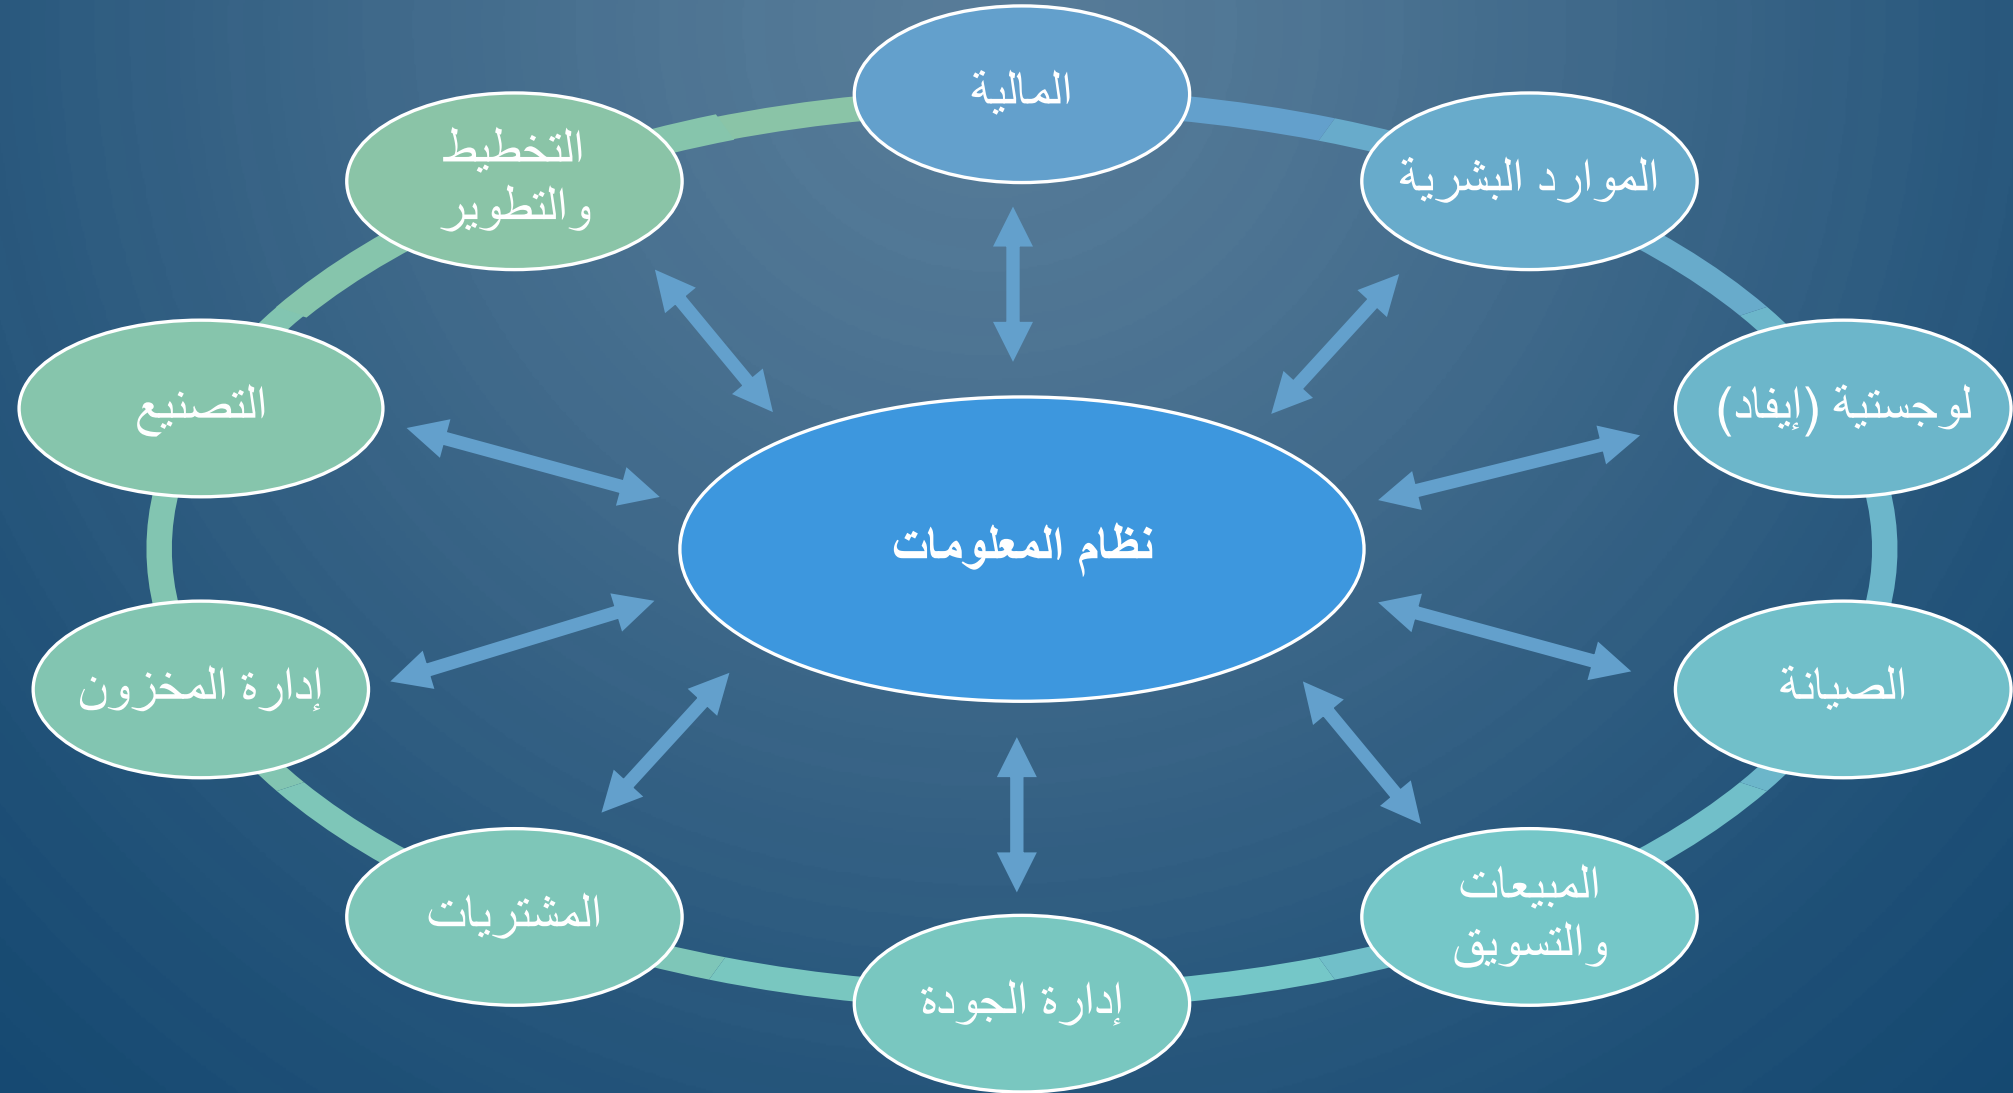 المالية
الموارد البشرية
لوجستية (إيفاد)
الصيانة
المبيعات
والتسويق
إدارة الجودة
المشتريات
إدارة المخزون
التصنيع
التخطيط
والتطوير
نظام المعلومات